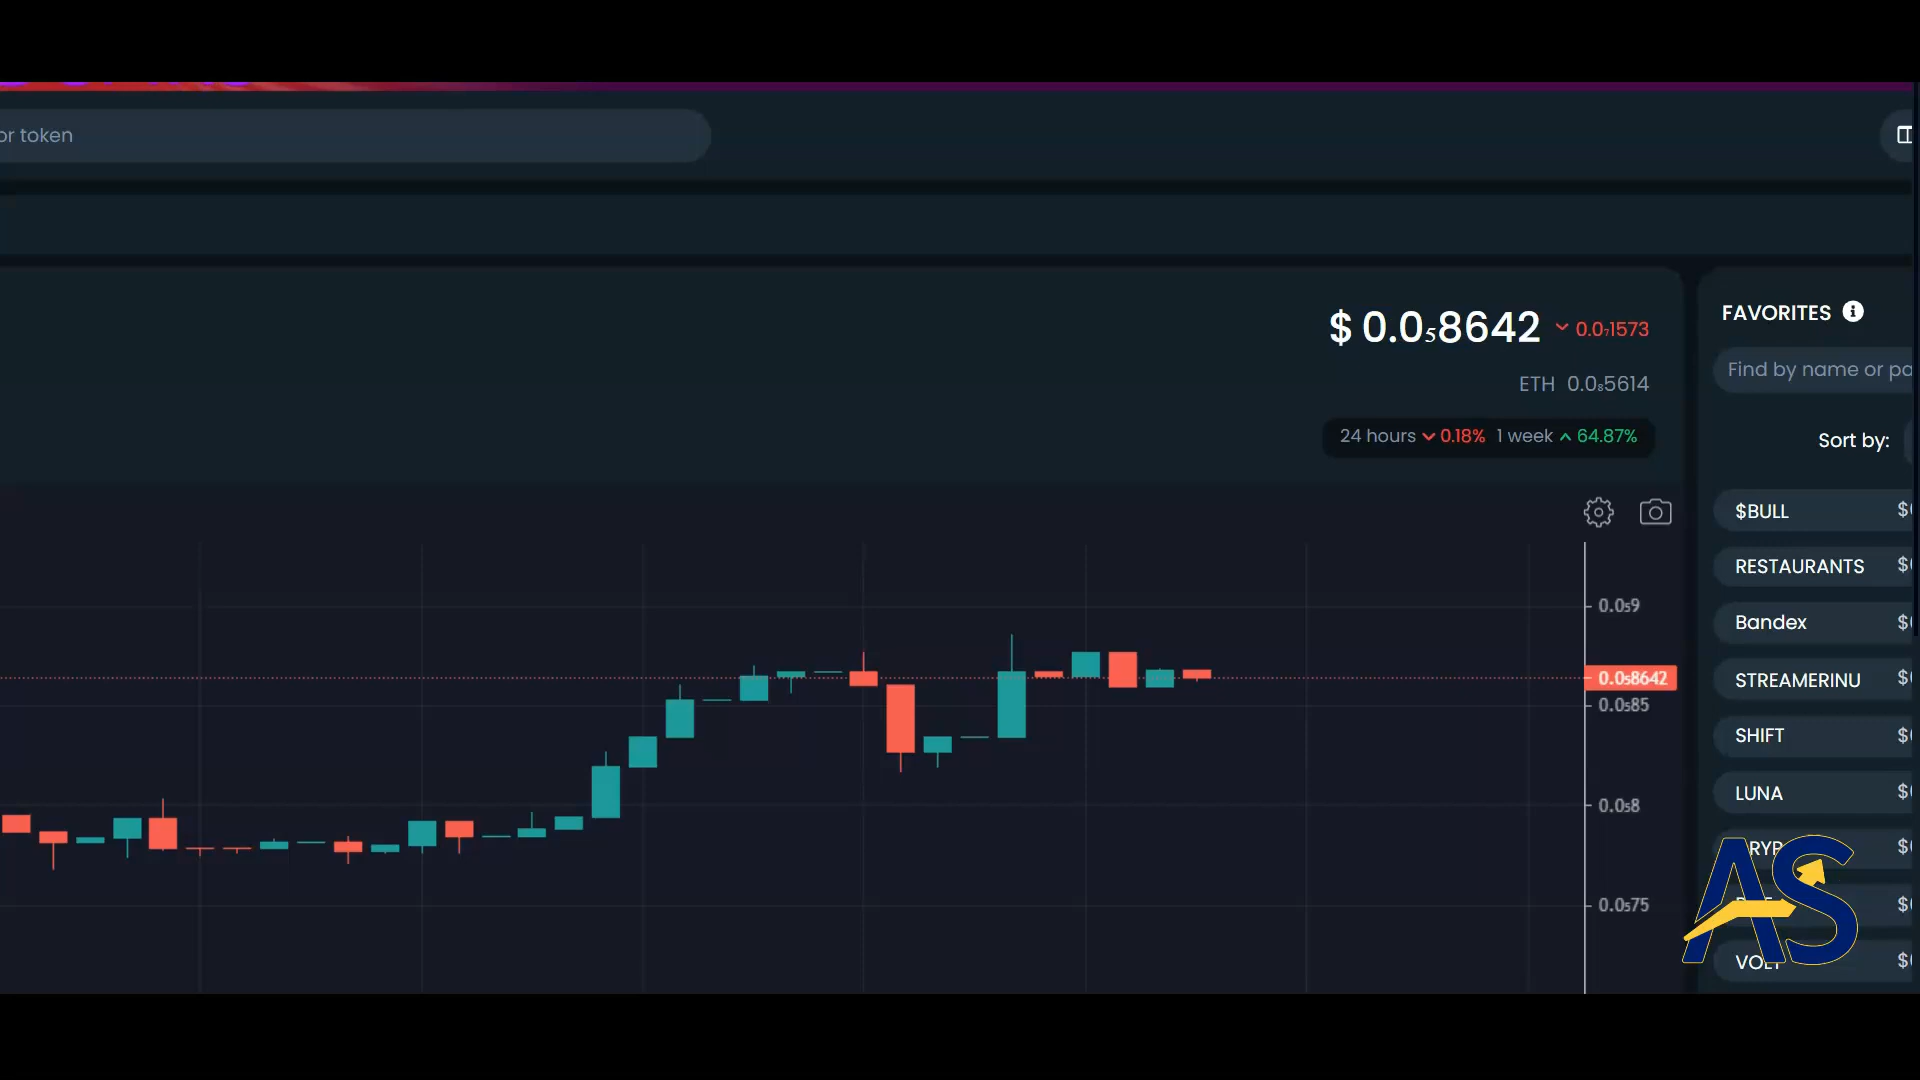 or token
$ 0.0₅8642 0.0₇1573
ETH 0.0₈5614
24 hours 0.18% 1 week 64.87%
FAVORITES
Find by name or pa
Sort by:
$BULL $
RESTAURANTS $
Bandex $
STREAMERINU $
SHIFT $
LUNA $
$
$
$
0.0₅9
0.0₅8642
0.0₅85
0.0₅8
0.0₅75
AS